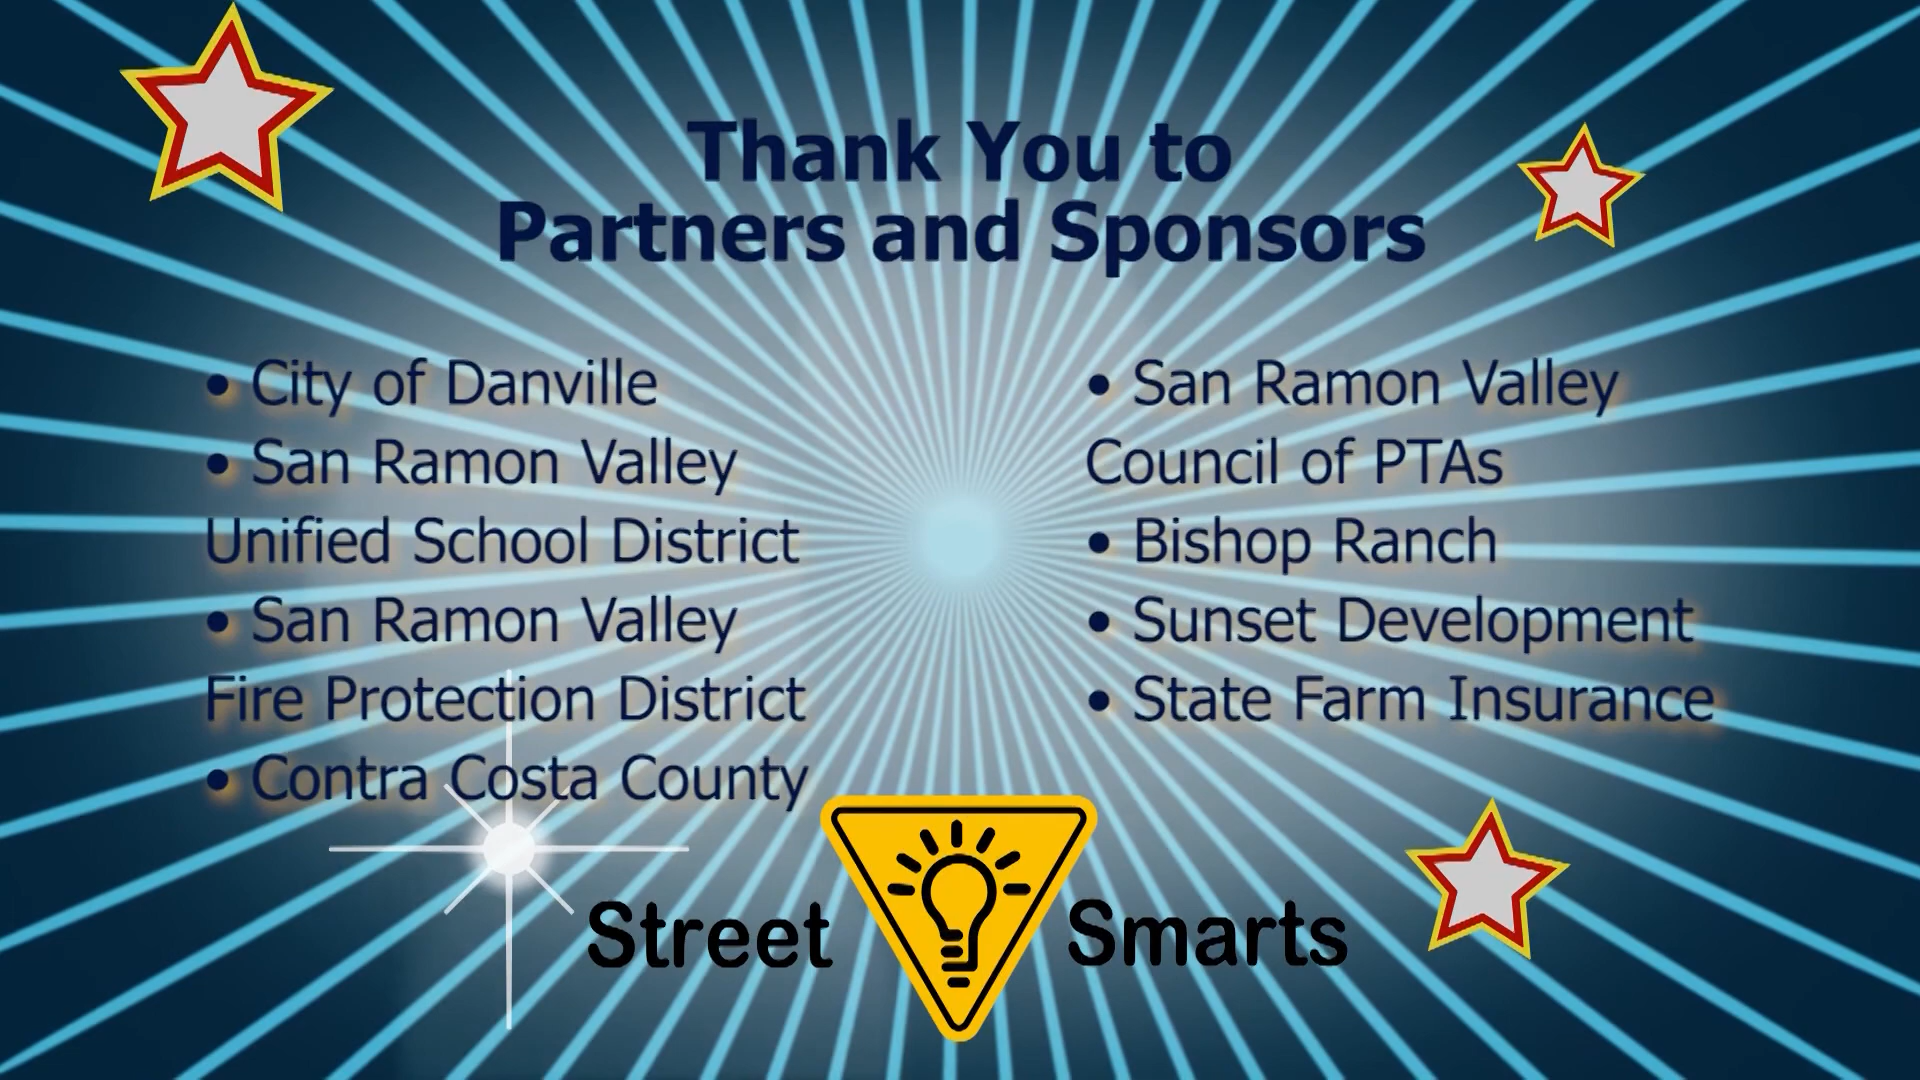 Thank You to
Partners and Sponsors
• City of Danville
• San Ramon Valley
Unified School District
• San Ramon Valley
Fire Protection District
• Contra Costa County
• San Ramon Valley
Council of PTAs
• Bishop Ranch
• Sunset Development
• State Farm Insurance
Street Smarts